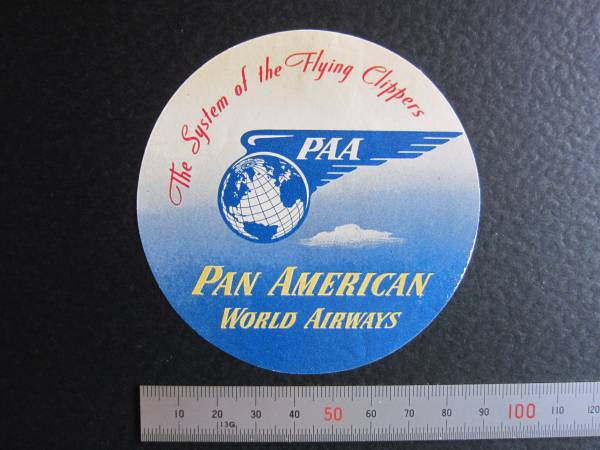 The System of the Flying Clippers
PAA
PAN AMERICAN
WORLD AIRWAYS
10 20 30 40 50 60 70 80 90 100 110 120
13G